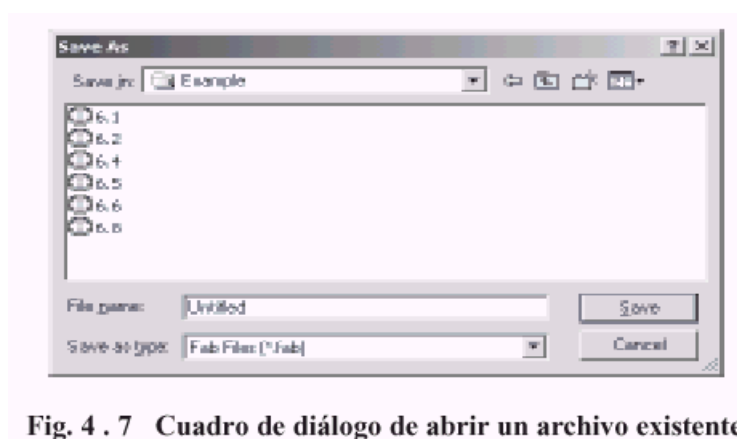 Save As
Save in: Example
6.1
6.2
6.4
6.5
6.6
6.8
File name: Untitled Save
Save as type: Fab Files (*.fab) Cancel
Fig. 4 . 7 Cuadro de diálogo de abrir un archivo existente